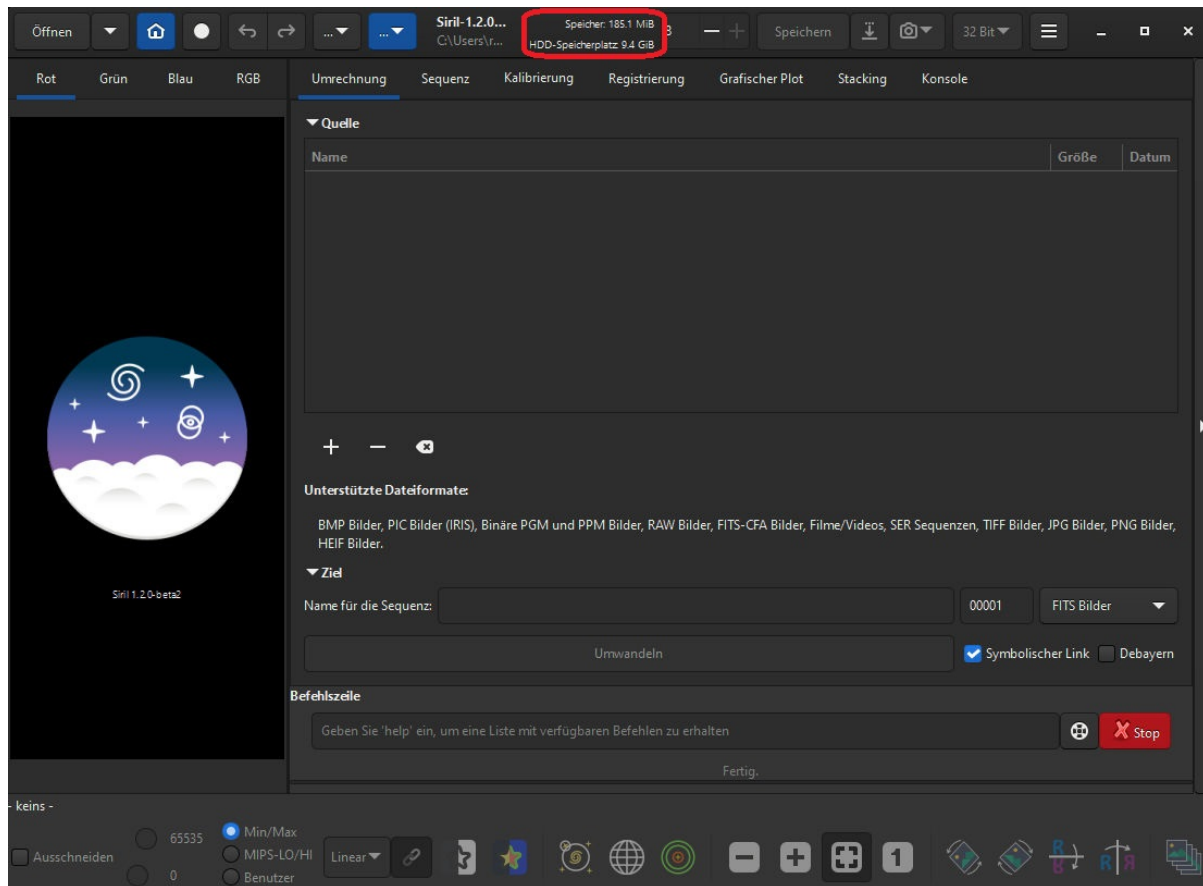 Öffnen
Siril-1.2.0...
C:\Users\r...
Speicher: 185.1 MiB
HDD-Speicherplatz: 9.4 GiB
Speichern
32 Bit
Rot Grün Blau RGB
Umrechnung Sequenz Kalibrierung Registrierung Grafischer Plot Stacking Konsole
Quelle
Name Größe Datum
Unterstützte Dateiformate:
BMP Bilder, PIC Bilder (IRIS), Binäre PGM und PPM Bilder, RAW Bilder, FITS-CFA Bilder, Filme/Videos, SER Sequenzen, TIFF Bilder, JPG Bilder, PNG Bilder,
HEIF Bilder.
Ziel
Siril 1.2.0-beta2
Name für die Sequenz: 00001 FITS Bilder
Umwandeln Symbolischer Link Debayern
Befehlszeile
Geben Sie 'help' ein, um eine Liste mit verfügbaren Befehlen zu erhalten
Stop
Fertig.
- keins -
Ausschneiden
65535
0
Min/Max
MIPS-LO/HI
Benutzer
Linear
1
R
R
R R